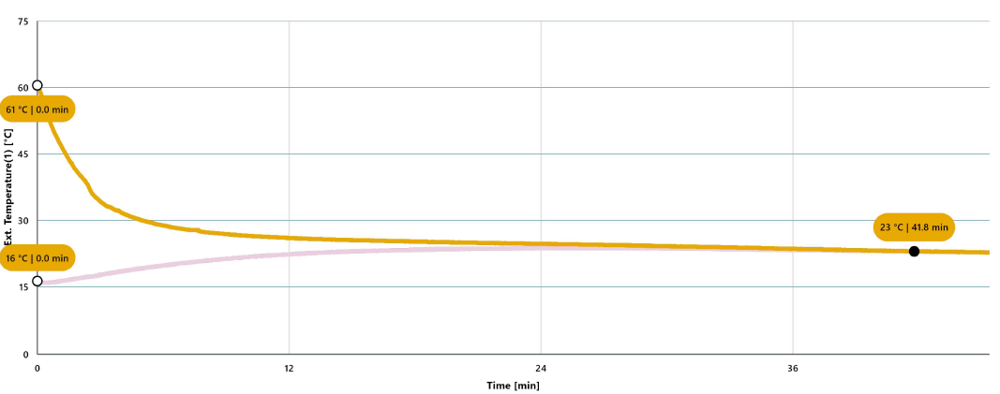 75
60
61 °C | 0.0 min
45
Ext. Temperature(1) [°C]
30
23 °C | 41.8 min
16 °C | 0.0 min
15
0
0 12 24 36
Time [min]